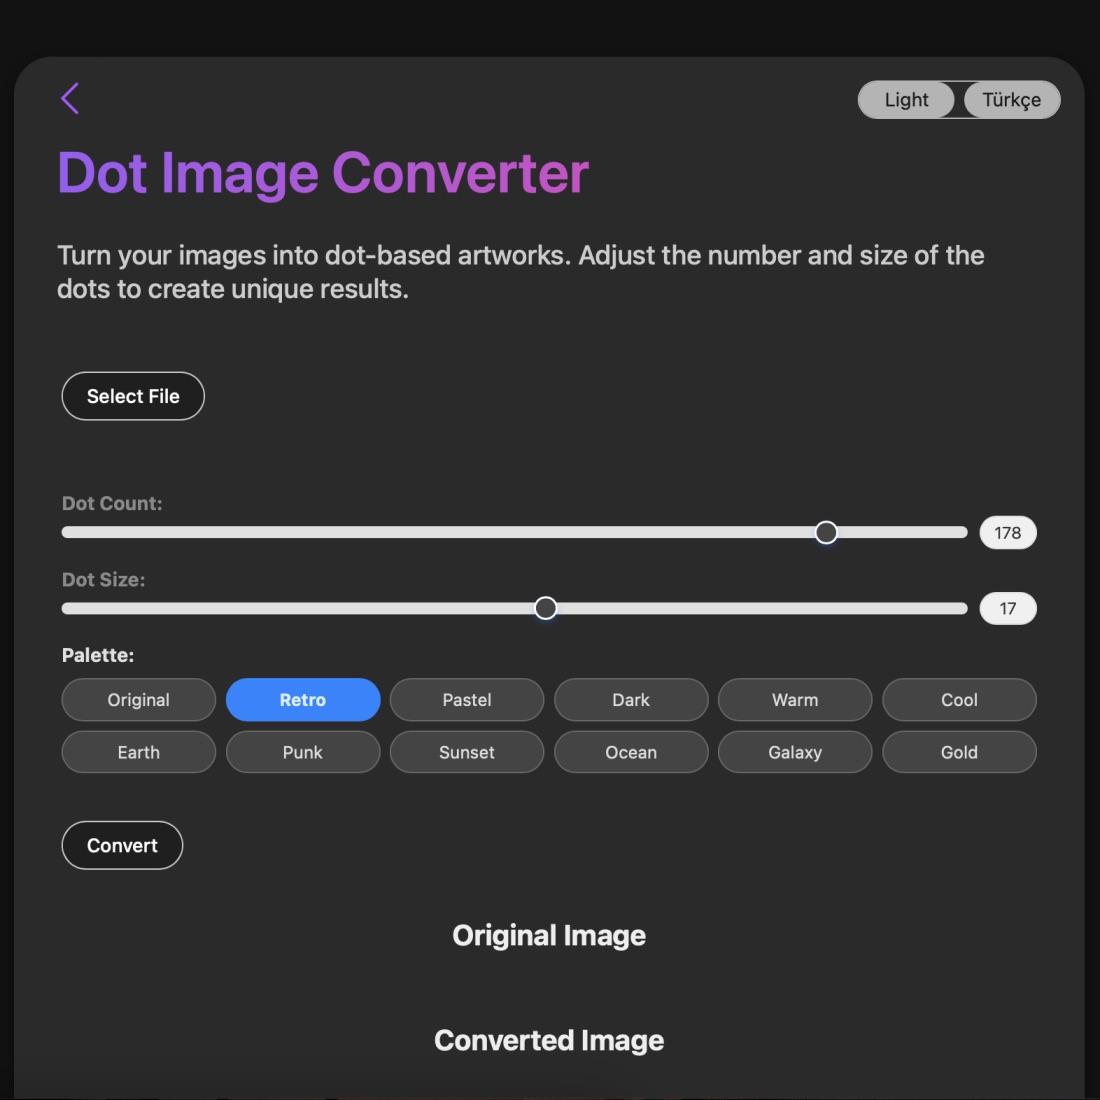 Light Türkçe
Dot Image Converter
Turn your images into dot-based artworks. Adjust the number and size of the
dots to create unique results.
Select File
Dot Count:
178
Dot Size:
17
Palette:
Original Retro Pastel Dark Warm Cool
Earth Punk Sunset Ocean Galaxy Gold
Convert
Original Image
Converted Image